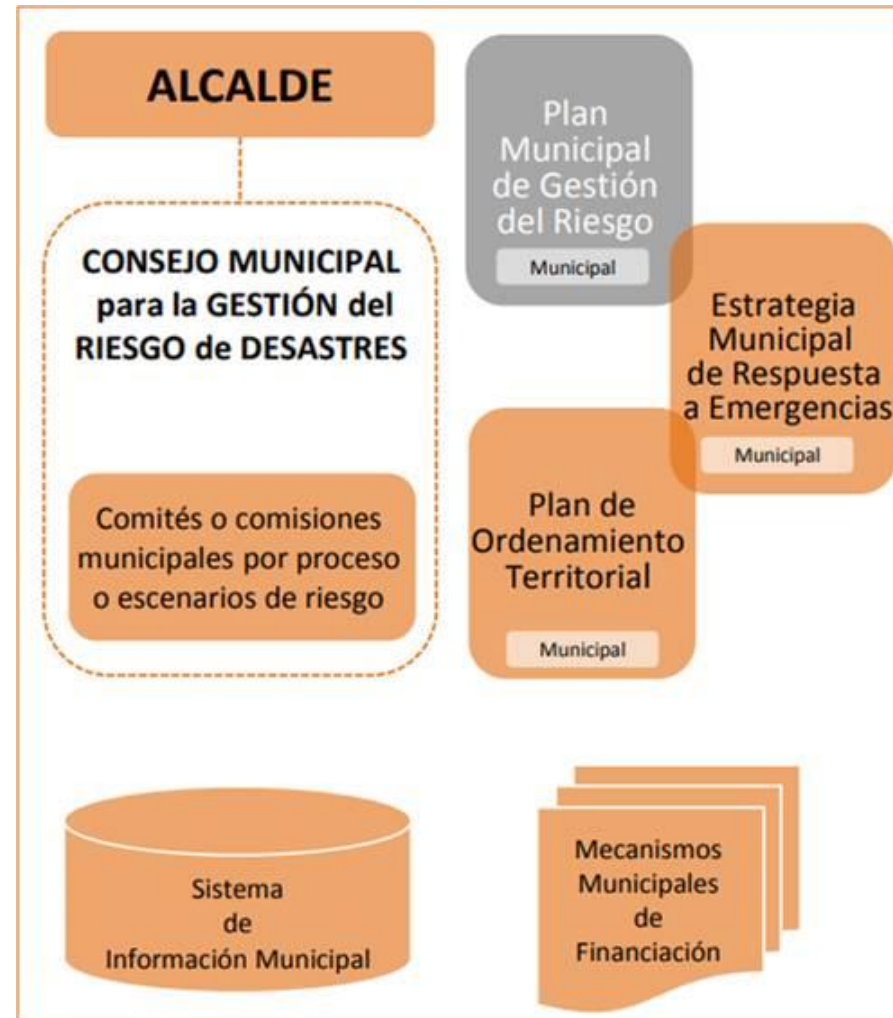 ALCALDE
CONSEJO MUNICIPAL
para la GESTIÓN del
RIESGO de DESASTRES
Comités o comisiones
municipales por proceso
o escenarios de riesgo
Plan
Municipal
de Gestión
del Riesgo
Municipal
Estrategia
Municipal
de Respuesta
a Emergencias
Municipal
Plan de
Ordenamiento
Territorial
Municipal
Sistema
de
Información Municipal
Mecanismos
Municipales
de
Financiación